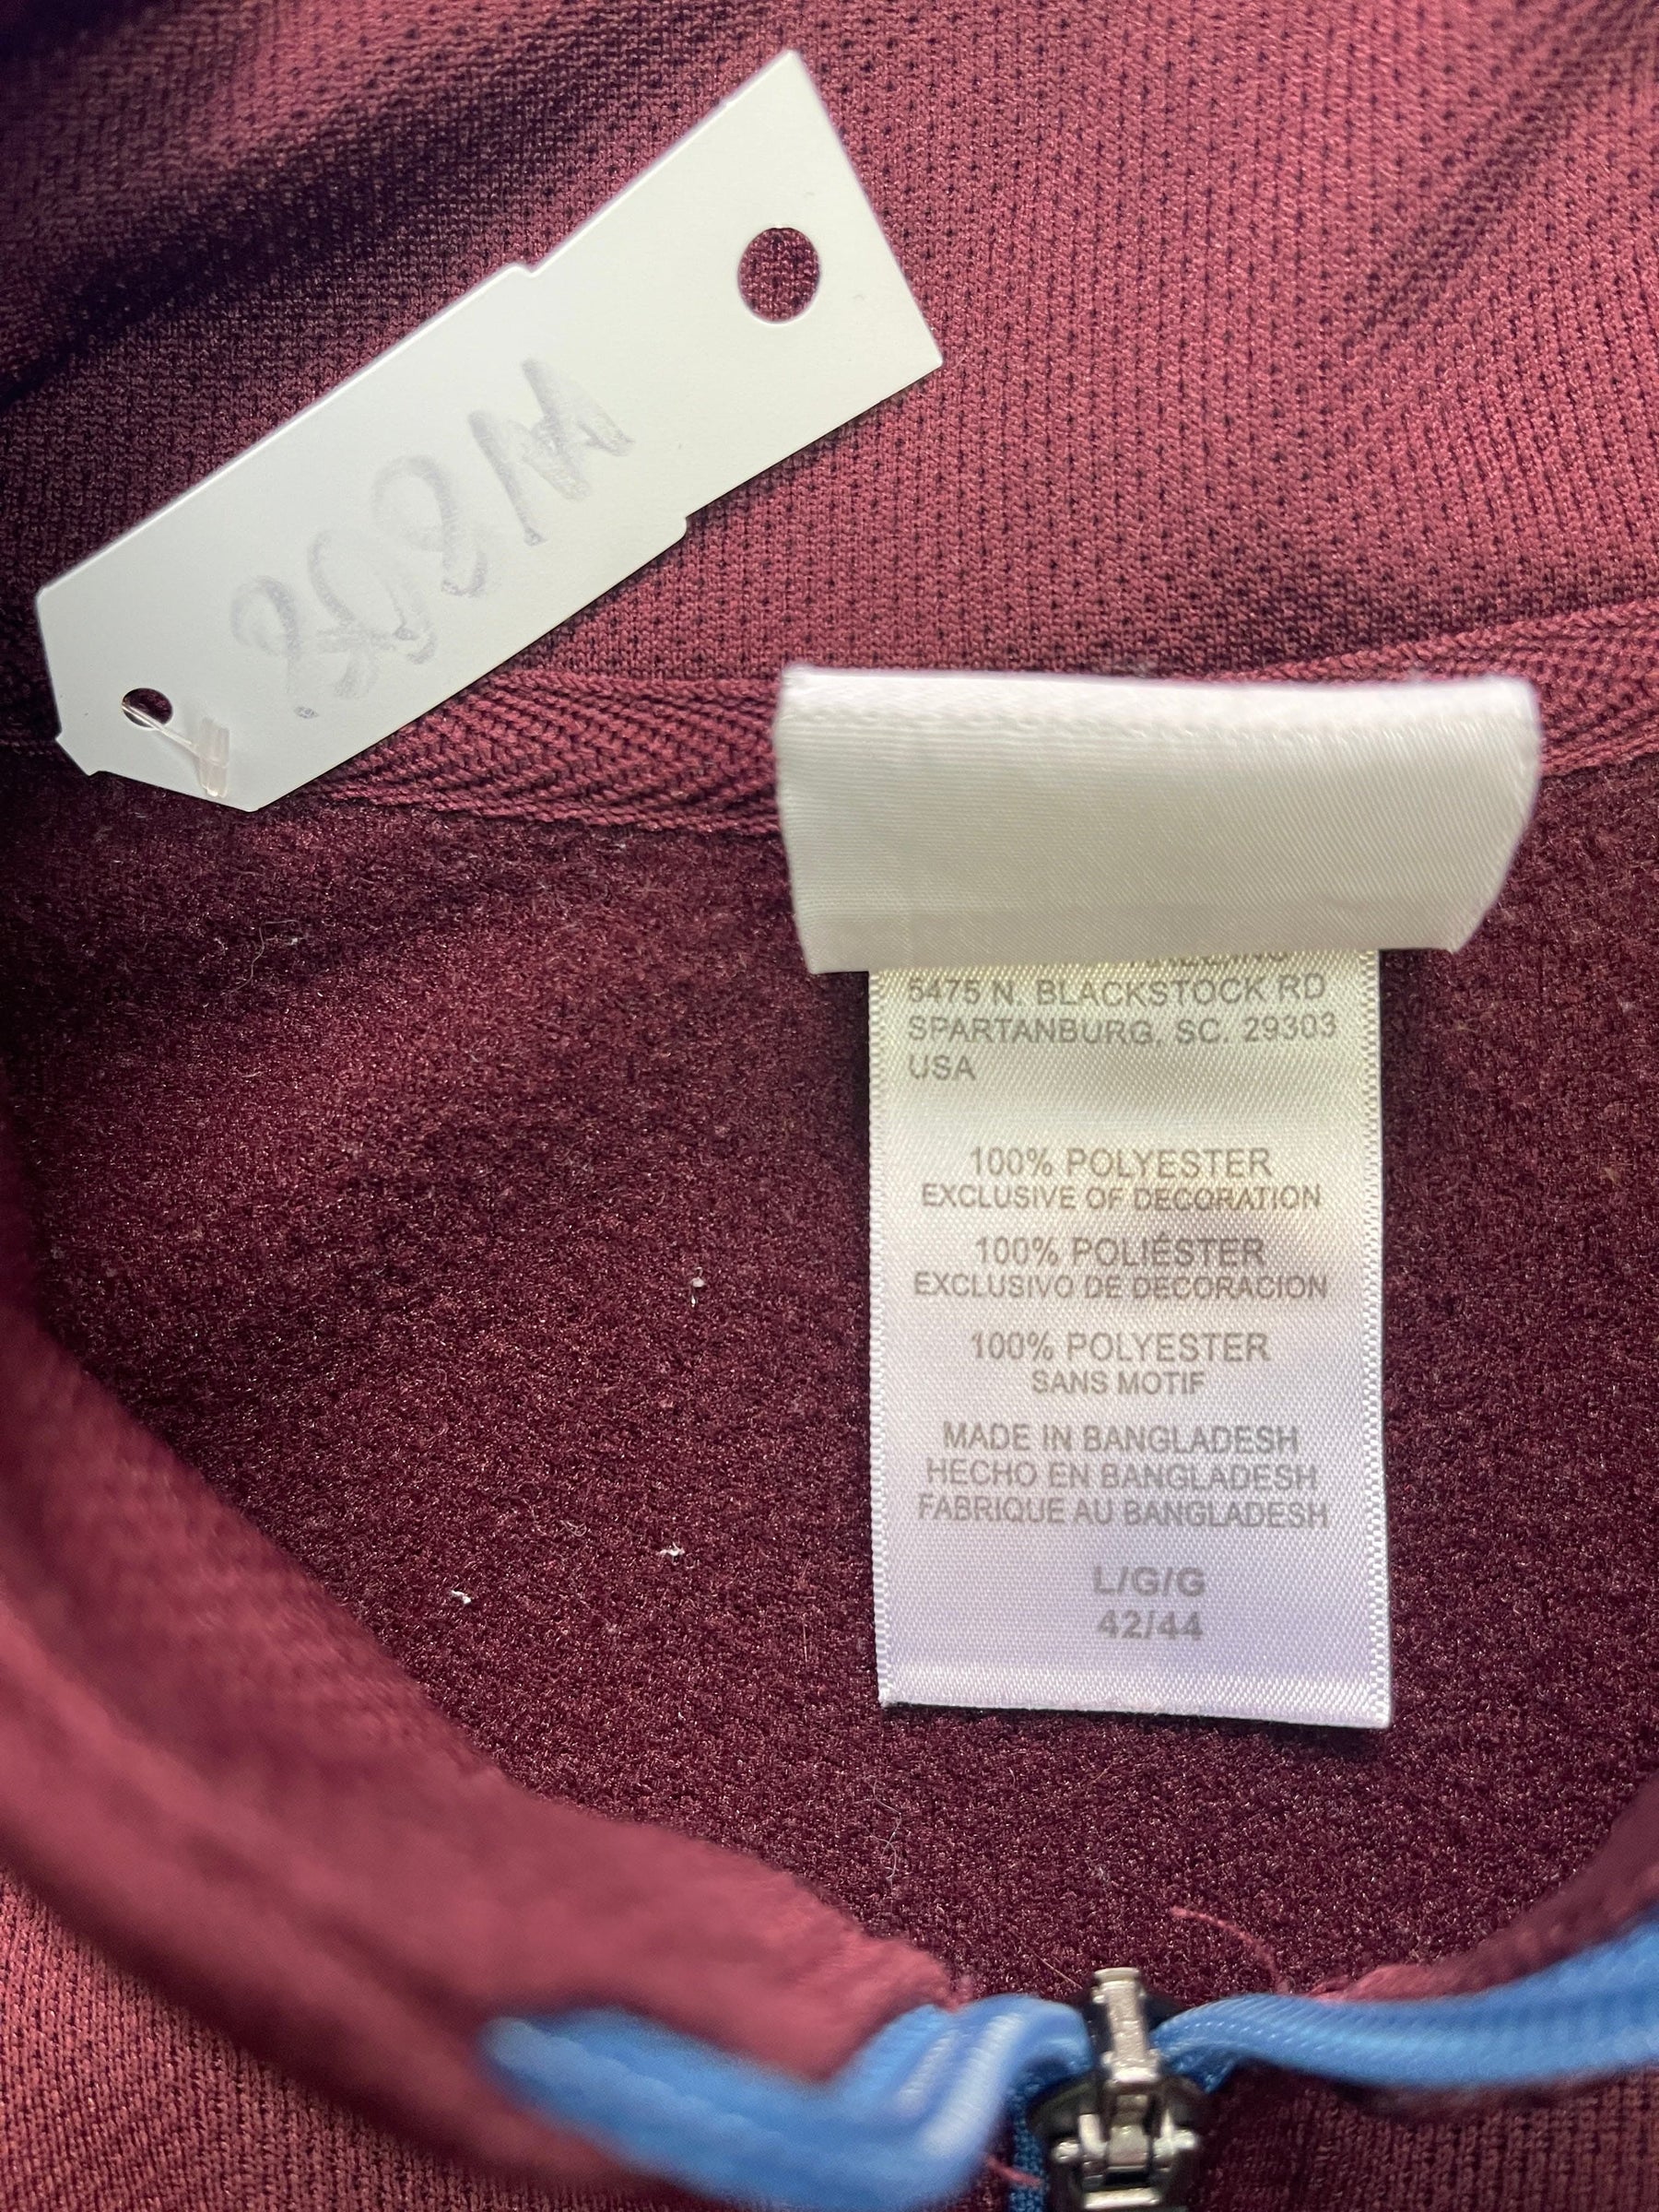 5475 N. BLACKSTOCK RD
SPARTANBURG, SC. 29303
USA
100% POLYESTER
EXCLUSIVE OF DECORATION
100% POLIÉSTER
EXCLUSIVO DE DECORACION
100% POLYESTER
SANS MOTIF
MADE IN BANGLADESH
HECHO EN BANGLADESH
FABRIQUE AU BANGLADESH
L/G/G
42/44